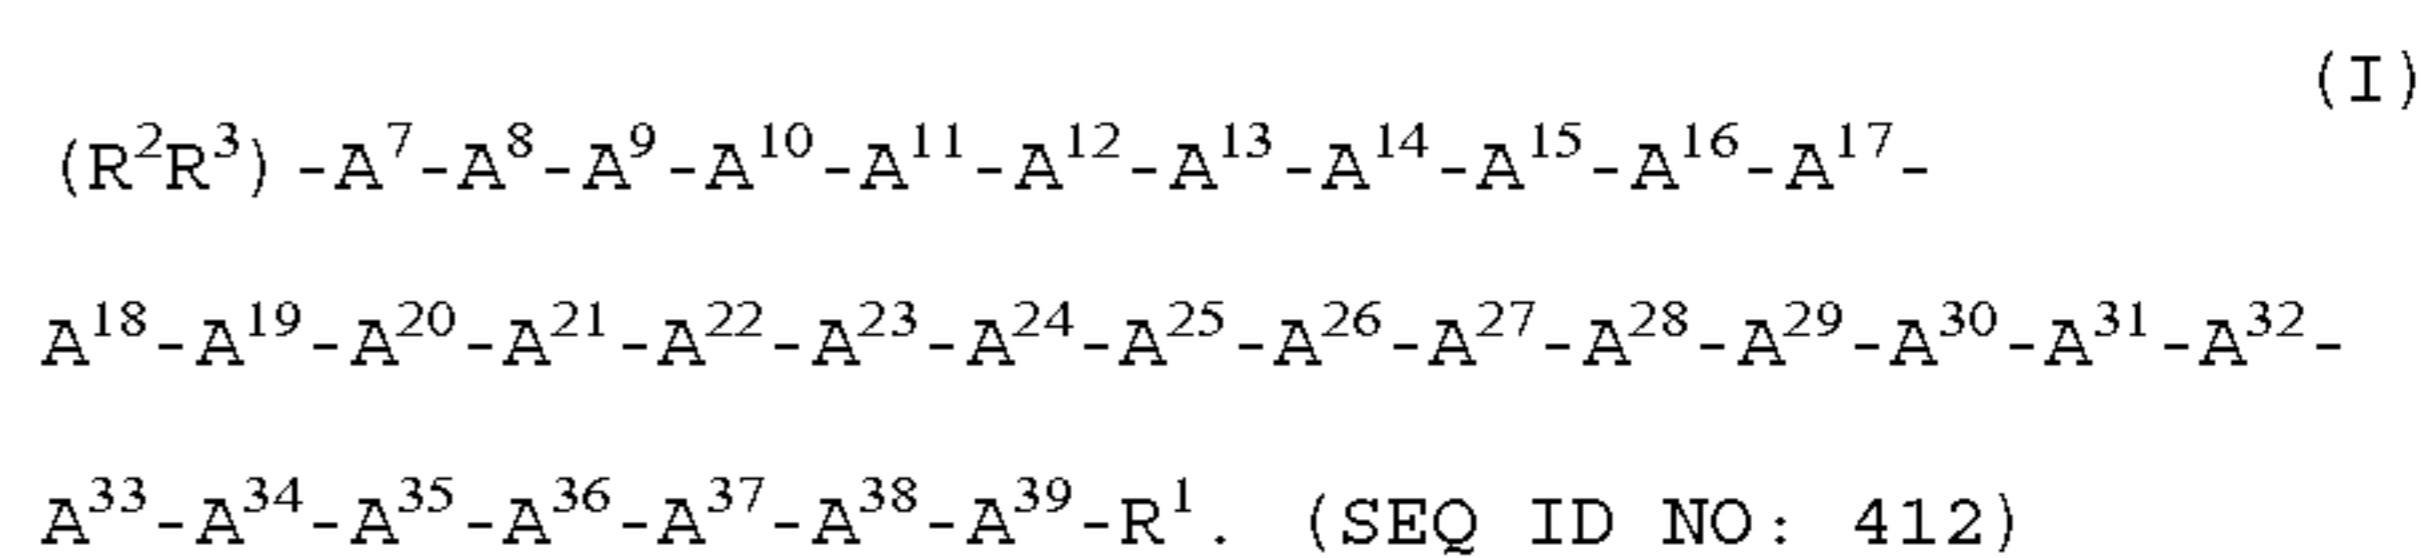 (I)
(R²R³)-A⁷-A⁸-A⁹-A¹⁰-A¹¹-A¹²-A¹³-A¹⁴-A¹⁵-A¹⁶-A¹⁷-
A¹⁸-A¹⁹-A²⁰-A²¹-A²²-A²³-A²⁴-A²⁵-A²⁶-A²⁷-A²⁸-A²⁹-A³⁰-A³¹-A³²-
A³³-A³⁴-A³⁵-A³⁶-A³⁷-A³⁸-A³⁹-R¹. (SEQ ID NO: 412)